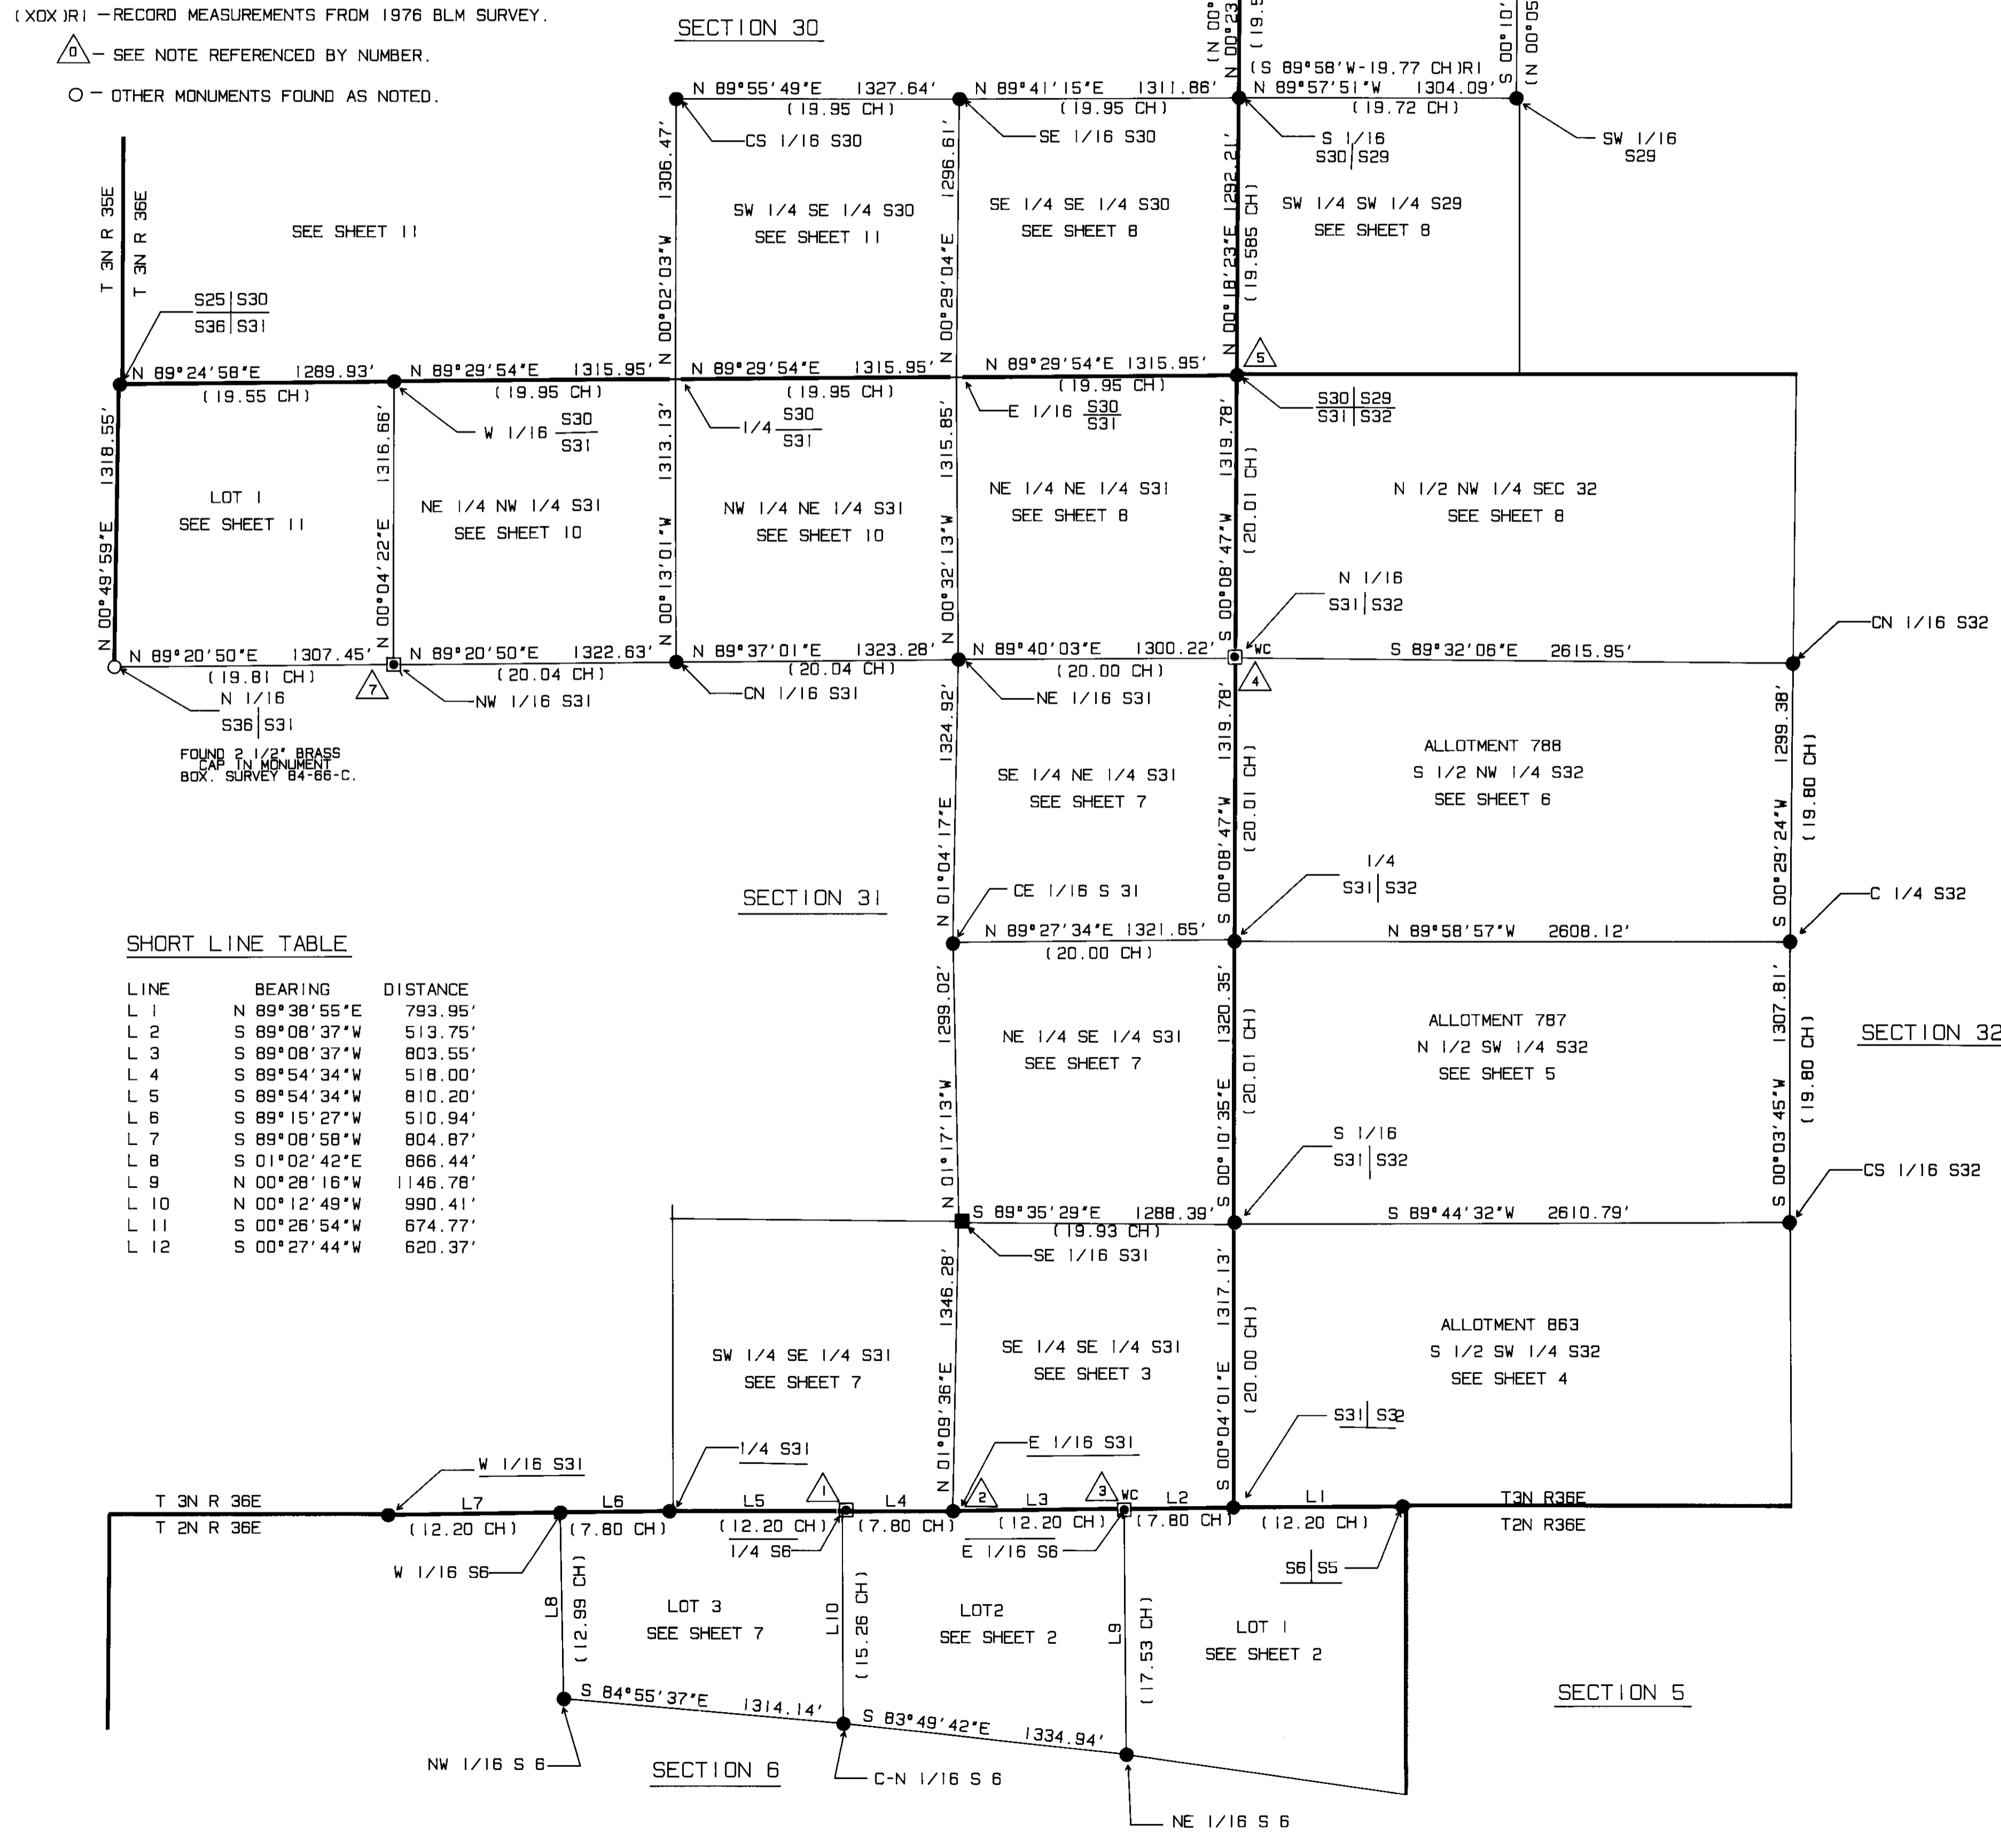 (XOX)R1 – RECORD MEASUREMENTS FROM 1976 BLM SURVEY.
0 – SEE NOTE REFERENCED BY NUMBER.
O – OTHER MONUMENTS FOUND AS NOTED.
SECTION 30
(N 00°
N 00°23
(19.5
S 00°10'
(N 00°05
(S 89°58'W-19.77 CH)R1
N 89°55'49"E 1327.64'
(19.95 CH)
N 89°41'15"E 1311.86'
(19.95 CH)
N 89°57'51"W 1304.09'
(19.72 CH)
CS 1/16 S30
SE 1/16 S30
S 1/16
S30|S29
SW 1/16
S29
T 3N R 35E
T 3N R 36E
SEE SHEET 11
N 00°02'03"W 1306.47'
SW 1/4 SE 1/4 S30
SEE SHEET 11
N 00°29'04"E 1296.61'
SE 1/4 SE 1/4 S30
SEE SHEET 8
N 00°18'23"E 1292.21'
(19.585 CH)
SW 1/4 SW 1/4 S29
SEE SHEET 8
S25|S30
S36|S31
5
N 89°24'58"E 1289.93'
(19.55 CH)
N 89°29'54"E 1315.95'
(19.95 CH)
N 89°29'54"E 1315.95'
(19.95 CH)
N 89°29'54"E 1315.95'
(19.95 CH)
W 1/16 S30
S31
1/4 S30
S31
E 1/16 S30
S31
S30|S29
S31|S32
N 00°49'59"E 1318.55'
LOT 1
SEE SHEET 11
N 00°04'22"E 1316.66'
NE 1/4 NW 1/4 S31
SEE SHEET 10
N 00°13'01"W 1313.13'
NW 1/4 NE 1/4 S31
SEE SHEET 10
N 00°32'13"W 1315.85'
NE 1/4 NE 1/4 S31
SEE SHEET 8
S 00°08'47"W 1319.78'
(20.01 CH)
N 1/2 NW 1/4 SEC 32
SEE SHEET 8
N 1/16
S31|S32
CN 1/16 S32
N 89°20'50"E 1307.45'
(19.81 CH)
N 89°20'50"E 1322.63'
(20.04 CH)
N 89°37'01"E 1323.28'
(20.04 CH)
N 89°40'03"E 1300.22'
(20.00 CH)
WC
S 89°32'06"E 2615.95'
7
4
N 1/16
S36|S31
NW 1/16 S31
CN 1/16 S31
NE 1/16 S31
FOUND 2 1/2" BRASS
CAP IN MONUMENT
BOX. SURVEY 84-66-C.
N 01°04'17"E 1324.92'
SE 1/4 NE 1/4 S31
SEE SHEET 7
S 00°08'47"W 1319.78'
(20.01 CH)
ALLOTMENT 788
S 1/2 NW 1/4 S32
SEE SHEET 6
S 00°29'24"W 1299.38'
(19.80 CH)
SECTION 31
CE 1/16 S 31
1/4
S31|S32
C 1/4 S32
N 89°27'34"E 1321.65'
(20.00 CH)
N 89°58'57"W 2608.12'
SHORT LINE TABLE
LINE BEARING DISTANCE
L 1 N 89°38'55"E 793.95'
L 2 S 89°08'37"W 513.75'
L 3 S 89°08'37"W 803.55'
L 4 S 89°54'34"W 518.00'
L 5 S 89°54'34"W 810.20'
L 6 S 89°15'27"W 510.94'
L 7 S 89°08'58"W 804.87'
L 8 S 01°02'42"E 866.44'
L 9 N 00°28'16"W 1146.78'
L 10 N 00°12'49"W 990.41'
L 11 S 00°26'54"W 674.77'
L 12 S 00°27'44"W 620.37'
N 01°17'13"W 1299.02'
NE 1/4 SE 1/4 S31
SEE SHEET 7
S 00°10'35"E 1320.35'
(20.01 CH)
ALLOTMENT 787
N 1/2 SW 1/4 S32
SEE SHEET 5
S 00°03'45"W 1307.81'
(19.80 CH)
SECTION 32
S 1/16
S31|S32
CS 1/16 S32
S 89°35'29"E 1288.39'
(19.93 CH)
S 89°44'32"W 2610.79'
SE 1/16 S31
SW 1/4 SE 1/4 S31
SEE SHEET 7
N 01°09'36"E 1346.28'
SE 1/4 SE 1/4 S31
SEE SHEET 3
S 00°04'01"E 1317.13'
(20.00 CH)
ALLOTMENT 863
S 1/2 SW 1/4 S32
SEE SHEET 4
W 1/16 S31
1/4 S31
E 1/16 S31
S31|S32
T 3N R 36E
T 2N R 36E
L7
(12.20 CH)
L6
(7.80 CH)
L5
(12.20 CH)
1
L4
(7.80 CH)
2
L3
(12.20 CH)
3
WC
L2
(7.80 CH)
L1
(12.20 CH)
T3N R36E
T2N R36E
W 1/16 S6
1/4 S6
E 1/16 S6
S6|S5
L8
(12.99 CH)
LOT 3
SEE SHEET 7
L10
(15.26 CH)
LOT2
SEE SHEET 2
L9
(17.53 CH)
LOT 1
SEE SHEET 2
S 84°55'37"E 1314.14'
S 83°49'42"E 1334.94'
SECTION 5
NW 1/16 S 6
SECTION 6
C-N 1/16 S 6
NE 1/16 S 6